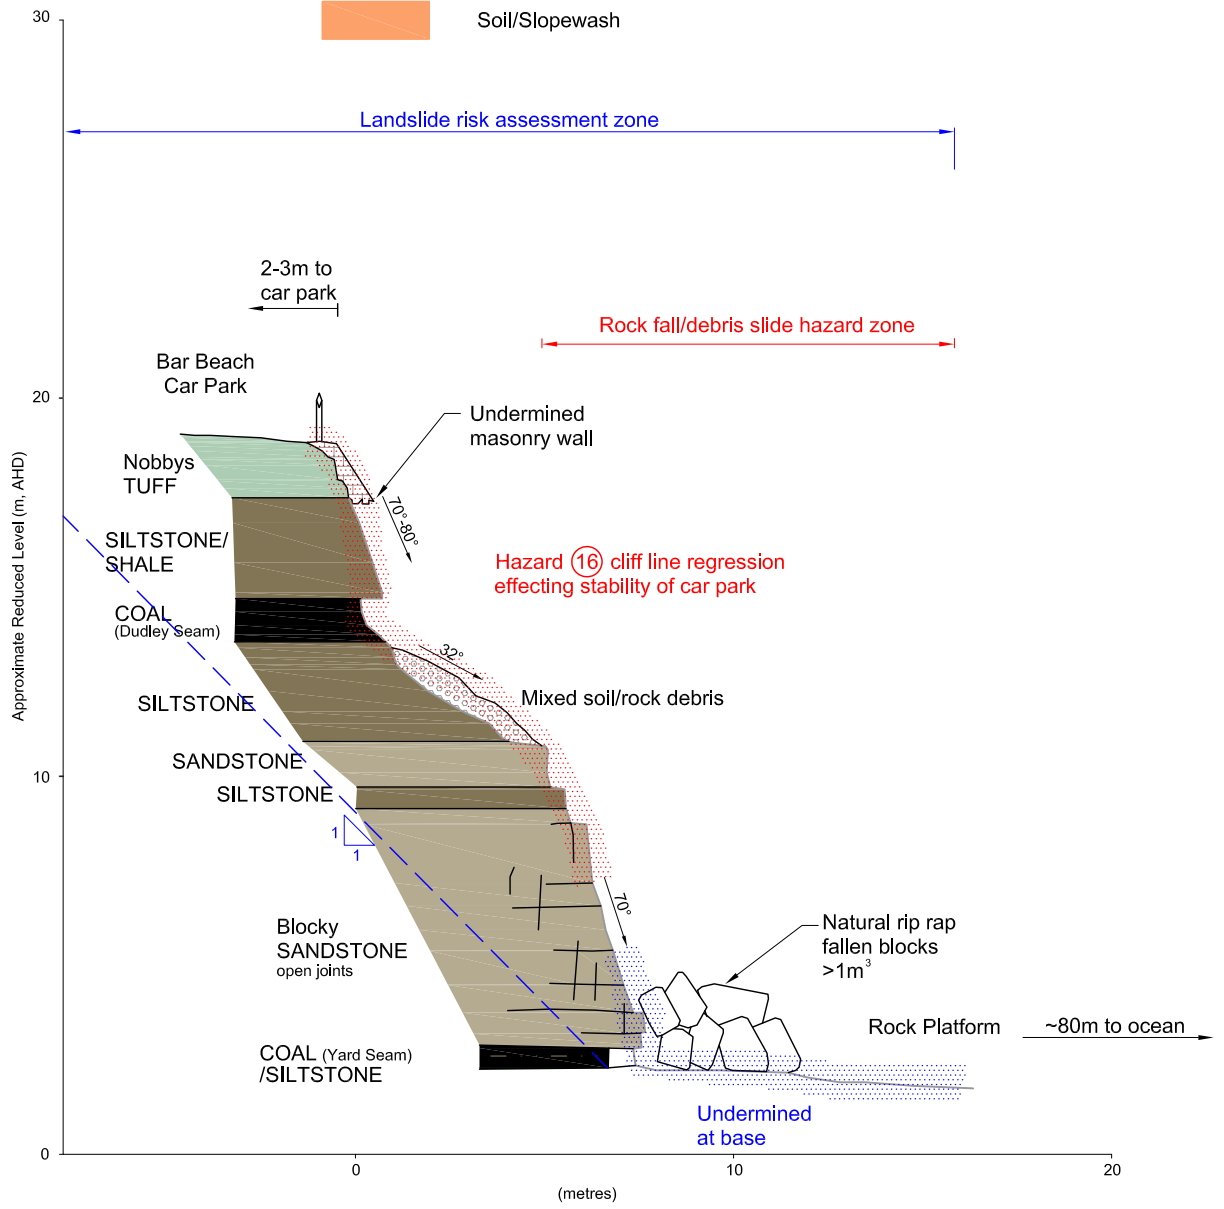 30
Soil/Slopewash
Landslide risk assessment zone
2-3m to
car park
Rock fall/debris slide hazard zone
Bar Beach
Car Park
20
Undermined
masonry wall
Nobbys
TUFF
70°-80°
SILTSTONE/
SHALE
Hazard 16 cliff line regression
effecting stability of car park
COAL
(Dudley Seam)
32°
Approximate Reduced Level (m, AHD)
SILTSTONE
Mixed soil/rock debris
SANDSTONE
10
SILTSTONE
1
1
70°
Blocky
SANDSTONE
open joints
Natural rip rap
fallen blocks
>1m³
Rock Platform
~80m to ocean
COAL (Yard Seam)
/SILTSTONE
Undermined
at base
0
0
10
20
(metres)